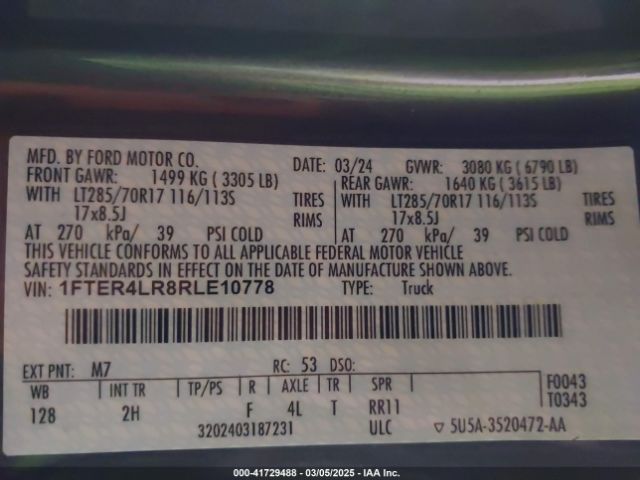 MFD. BY FORD MOTOR CO. DATE: 03/24 GVWR: 3080 KG ( 6790 LB)
FRONT GAWR: 1499 KG ( 3305 LB) REAR GAWR: 1640 KG ( 3615 LB)
WITH LT285/70R17 116/113S TIRES WITH LT285/70R17 116/113S TIRES
17x8.5J RIMS 17x8.5J RIMS
AT 270 kPa/ 39 PSI COLD AT 270 kPa/ 39 PSI COLD
THIS VEHICLE CONFORMS TO ALL APPLICABLE FEDERAL MOTOR VEHICLE
SAFETY STANDARDS IN EFFECT ON THE DATE OF MANUFACTURE SHOWN ABOVE.
VIN: 1FTER4LR8RLE10778 TYPE: Truck
EXT PNT: M7 RC: 53 DSO:
WB INT TR TP/PS R AXLE TR SPR F0043
128 2H F 4L T RR11 T0343
3202403187231 ULC ▽ 5U5A-3520472-AA
000-41729488 - 03/05/2025 - IAA Inc.